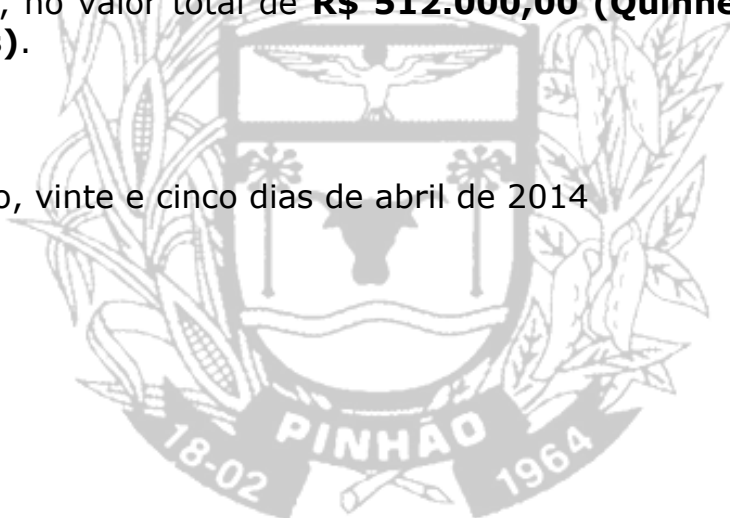 , no valor total de R$ 512.000,00 (Quinhe
).
o, vinte e cinco dias de abril de 2014
PINHÃO
18-02
1964